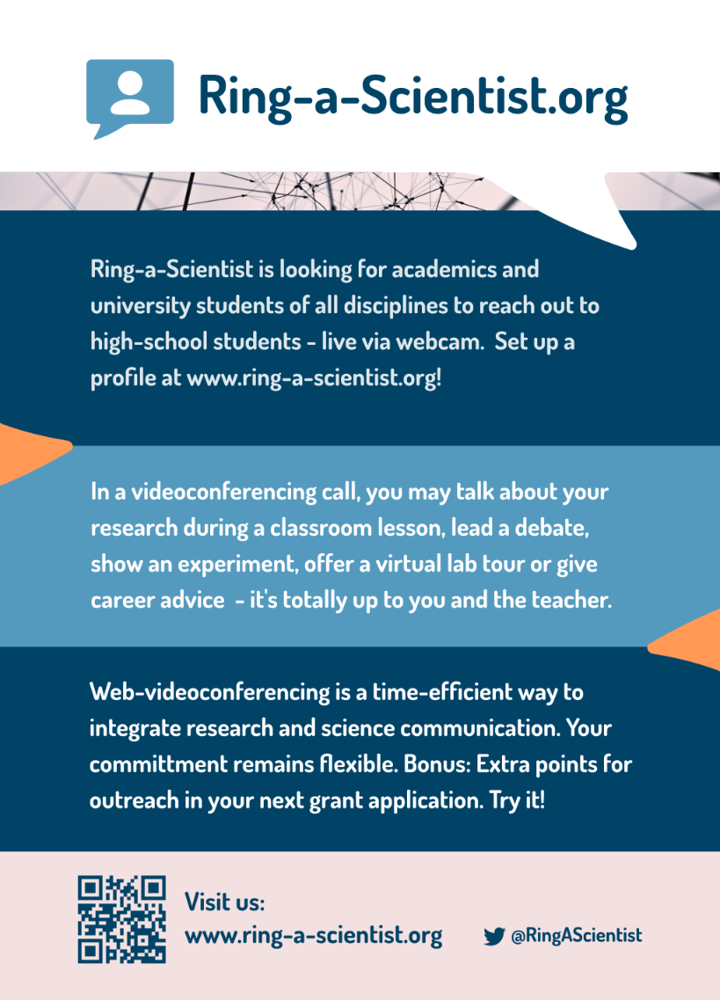 Ring-a-Scientist.org
Ring-a-Scientist is looking for academics and
university students of all disciplines to reach out to
high-school students - live via webcam.  Set up a
profile at www.ring-a-scientist.org!
In a videoconferencing call, you may talk about your
research during a classroom lesson, lead a debate,
show an experiment, offer a virtual lab tour or give
career advice  - it's totally up to you and the teacher.
Web-videoconferencing is a time-efficient way to
integrate research and science communication. Your
committment remains flexible. Bonus: Extra points for
outreach in your next grant application. Try it!
Visit us:
www.ring-a-scientist.org
@RingAScientist